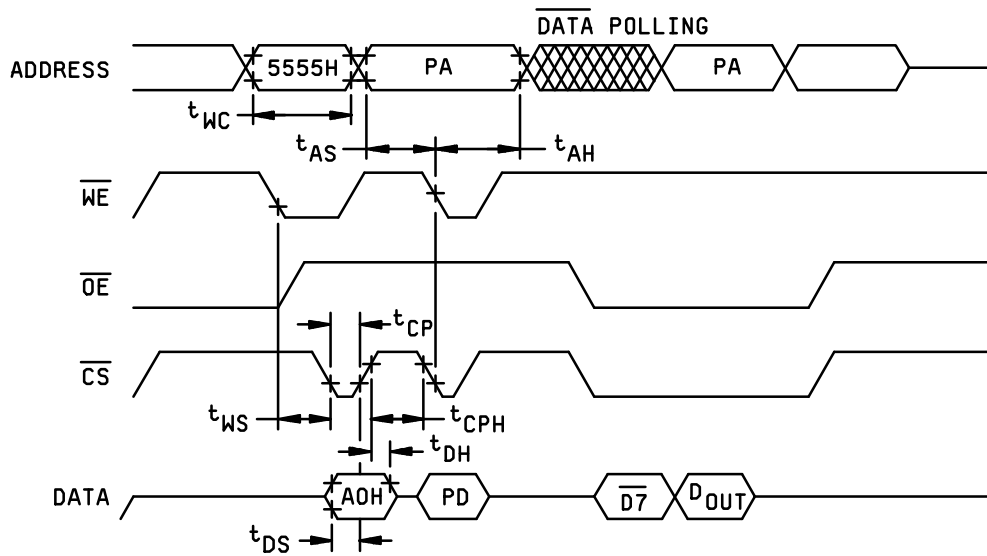 DATA POLLING
ADDRESS 5555H PA PA
tWC
tAS tAH
WE
OE
tCP
CS
tWS tCPH
tDH
DATA AOH PD D7 DOUT
tDS